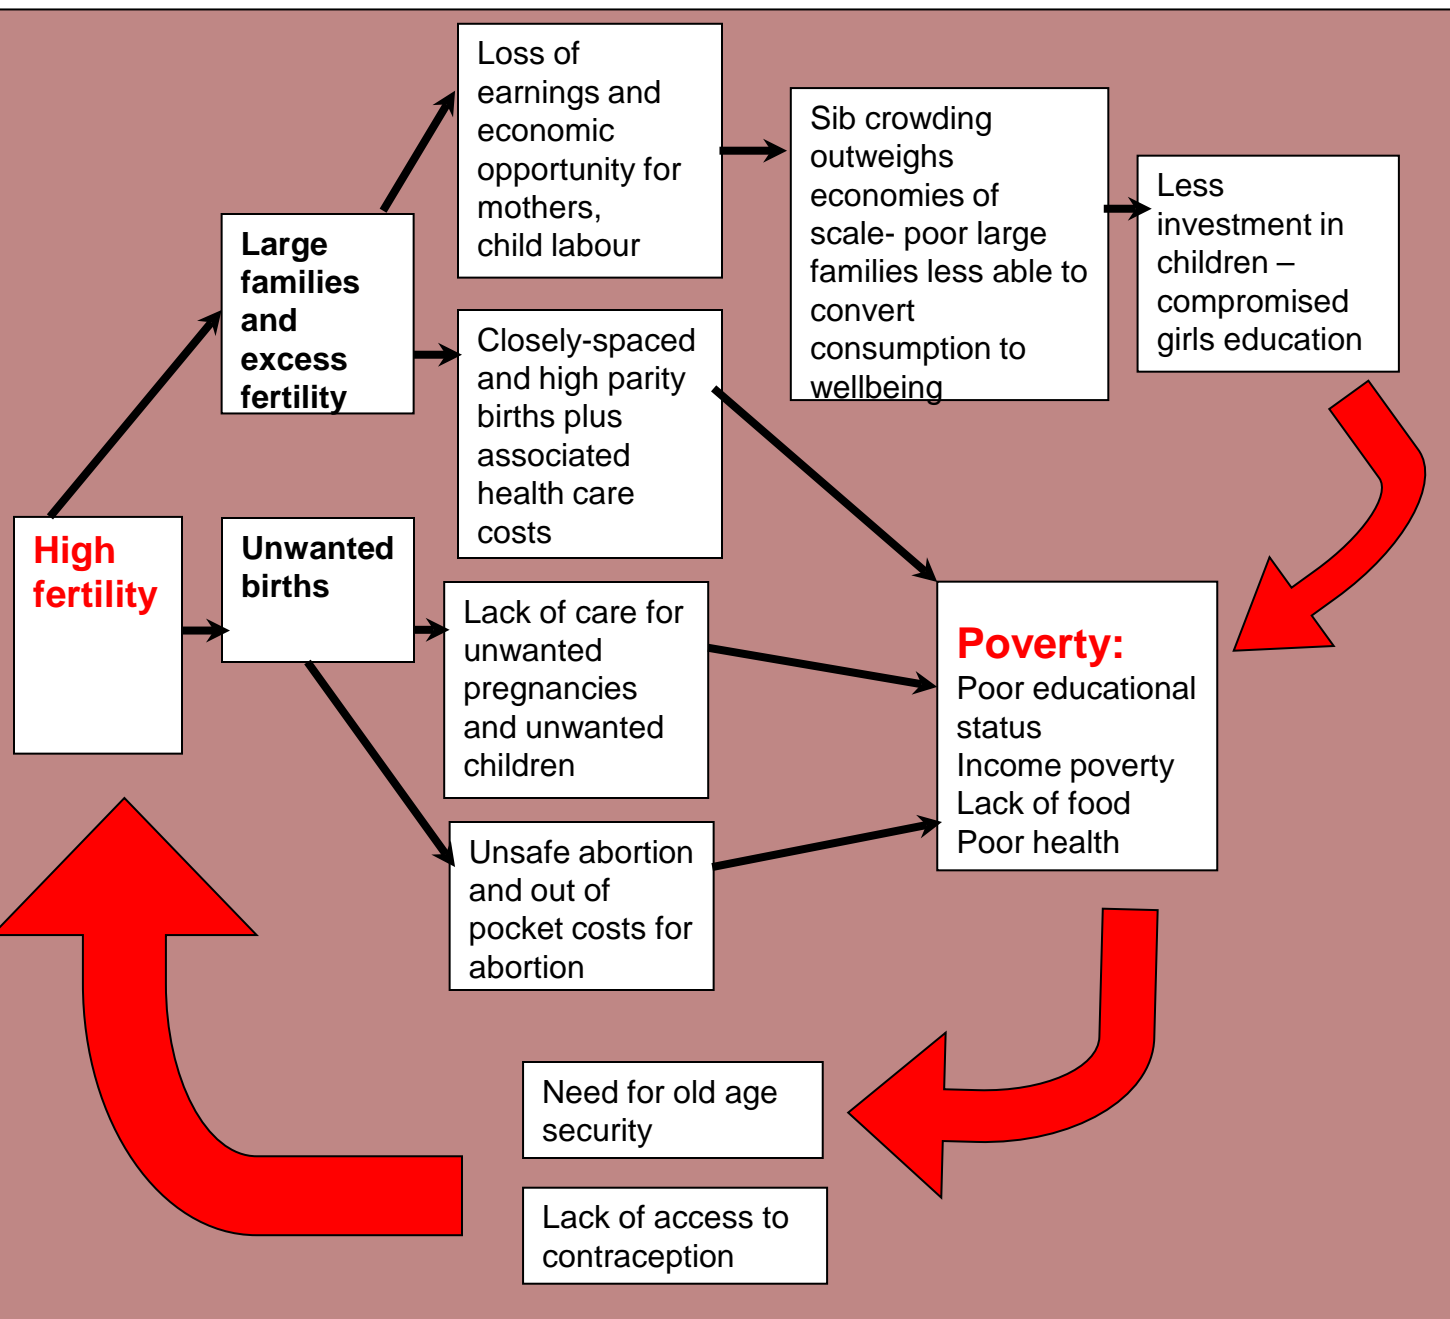 Loss of
earnings and
economic
opportunity for
mothers,
child labour
Sib crowding
outweighs
economies of
scale- poor large
families less able to
convert
consumption to
wellbeing
Less
investment in
children –
compromised
girls education
Large
families
and
excess
fertility
Closely-spaced
and high parity
births plus
associated
health care
costs
High
fertility
Unwanted
births
Lack of care for
unwanted
pregnancies
and unwanted
children
Poverty:
Poor educational
status
Income poverty
Lack of food
Poor health
Unsafe abortion
and out of
pocket costs for
abortion
Need for old age
security
Lack of access to
contraception